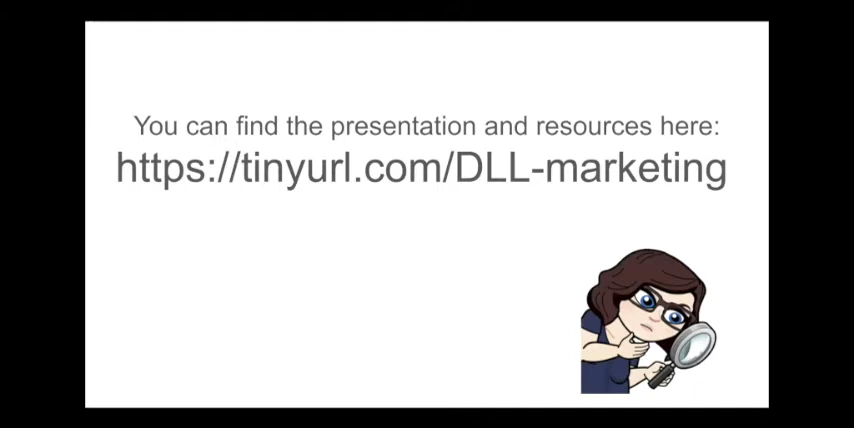 You can find the presentation and resources here:
https://tinyurl.com/DLL-marketing